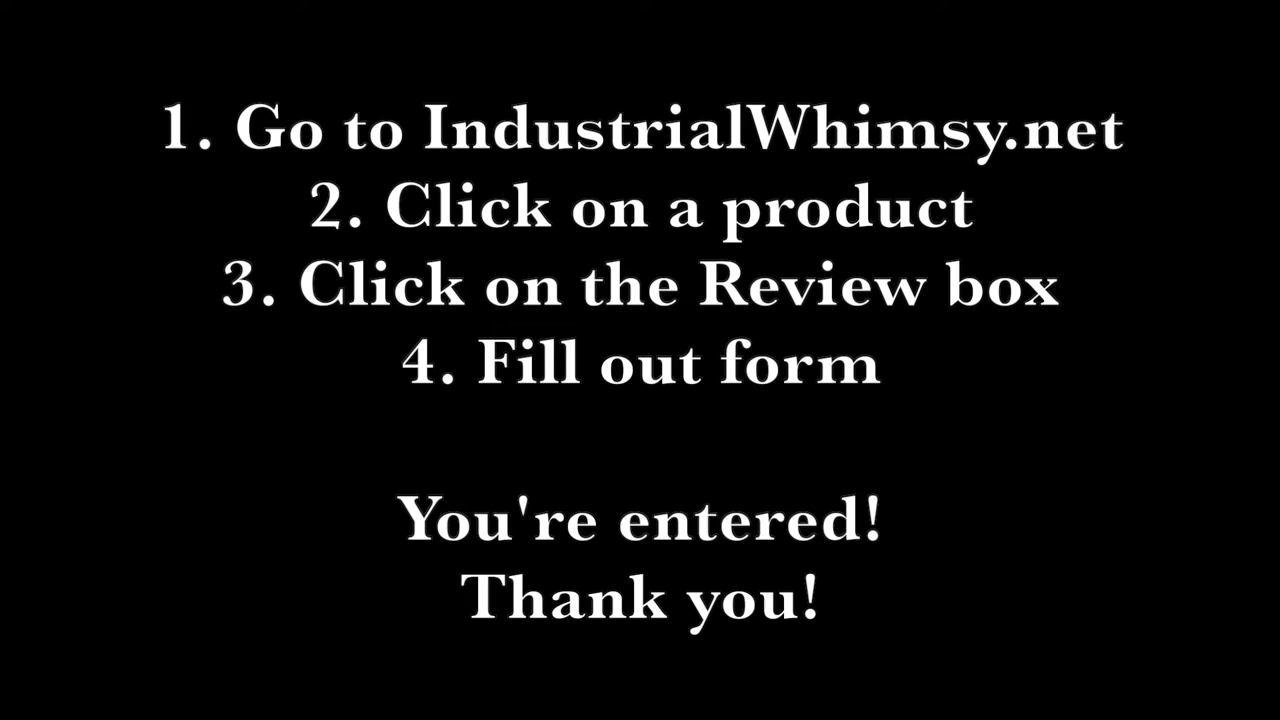 1. Go to IndustrialWhimsy.net
2. Click on a product
3. Click on the Review box
4. Fill out form
You're entered!
Thank you!